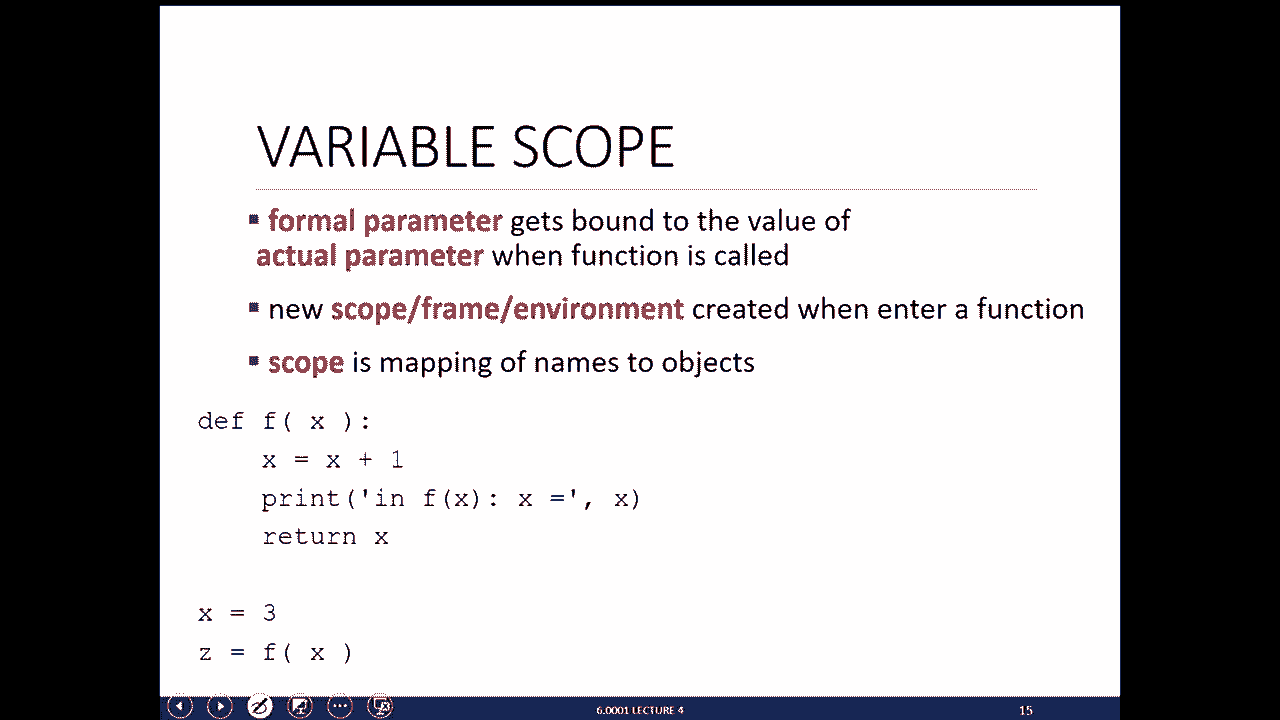 VARIABLE SCOPE
▪ formal parameter gets bound to the value of
actual parameter when function is called
▪ new scope/frame/environment created when enter a function
▪ scope is mapping of names to objects
def f( x ):
    x = x + 1
    print('in f(x): x =', x)
    return x
x = 3
z = f( x )
6.0001 LECTURE 4
15